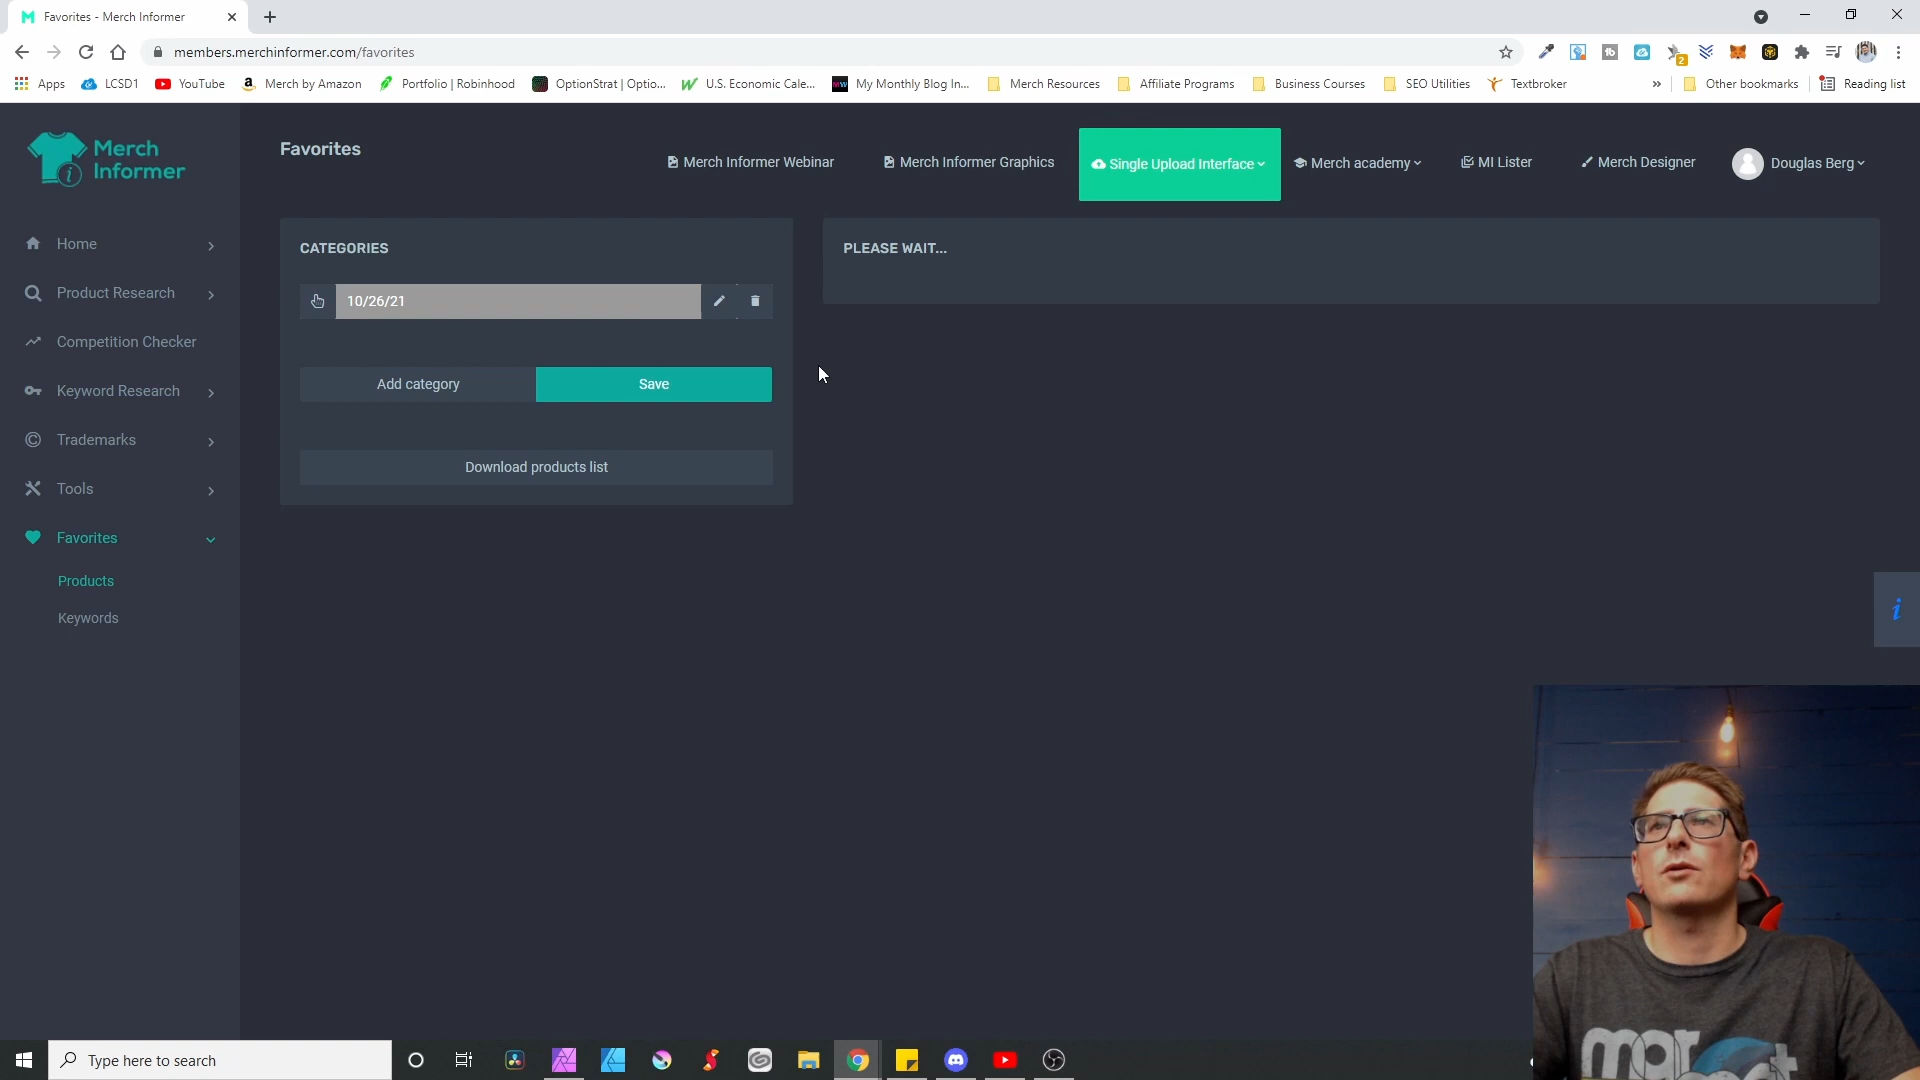 Favorites - Merch Informer
members.merchinformer.com/favorites
2
Apps
LCSD1
YouTube
Merch by Amazon
Portfolio | Robinhood
OptionStrat | Optio...
U.S. Economic Cale...
My Monthly Blog In...
Merch Resources
Affiliate Programs
Business Courses
SEO Utilities
Textbroker
»
Other bookmarks
Reading list
Merch
Informer
Favorites
Merch Informer Webinar
Merch Informer Graphics
Single Upload Interface
Merch academy
MI Lister
Merch Designer
Douglas Berg
Home
Product Research
Competition Checker
Keyword Research
Trademarks
Tools
Favorites
Products
Keywords
CATEGORIES
10/26/21
Add category
Save
Download products list
PLEASE WAIT...
i
Type here to search